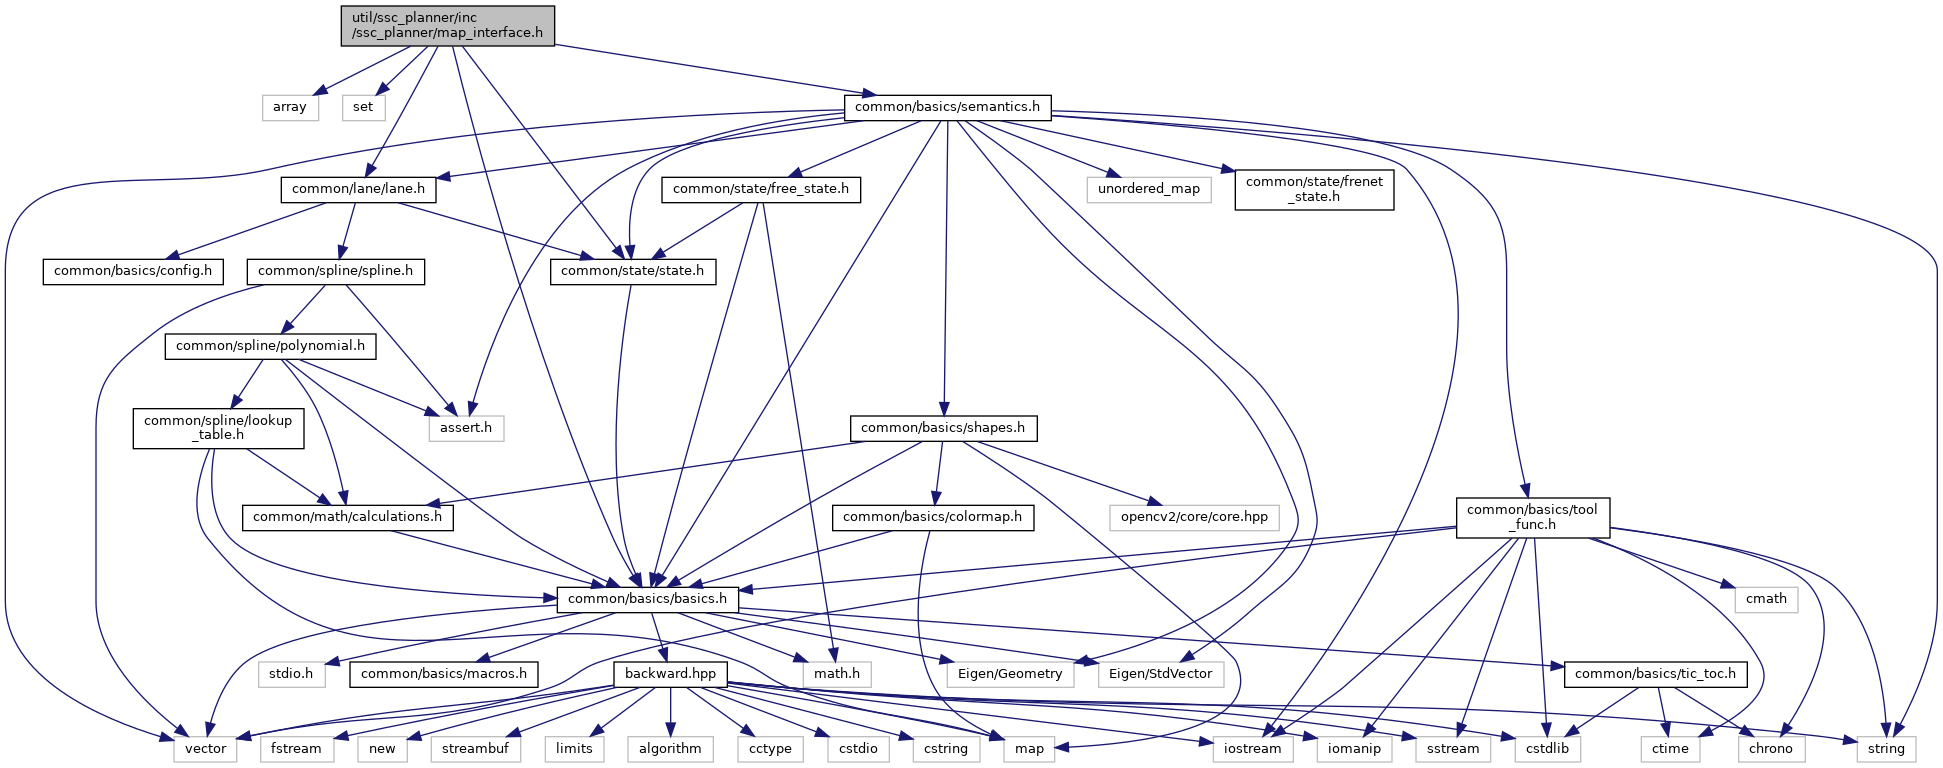 util/ssc_planner/inc
/ssc_planner/map_interface.h
array
set
common/basics/semantics.h
common/lane/lane.h
common/state/free_state.h
unordered_map
common/state/frenet
_state.h
common/basics/config.h
common/spline/spline.h
common/state/state.h
common/spline/polynomial.h
common/spline/lookup
_table.h
assert.h
common/basics/shapes.h
common/math/calculations.h
common/basics/colormap.h
opencv2/core/core.hpp
common/basics/tool
_func.h
common/basics/basics.h
cmath
stdio.h
common/basics/macros.h
backward.hpp
math.h
Eigen/Geometry
Eigen/StdVector
common/basics/tic_toc.h
vector
fstream
new
streambuf
limits
algorithm
cctype
cstdio
cstring
map
iostream
iomanip
sstream
cstdlib
ctime
chrono
string